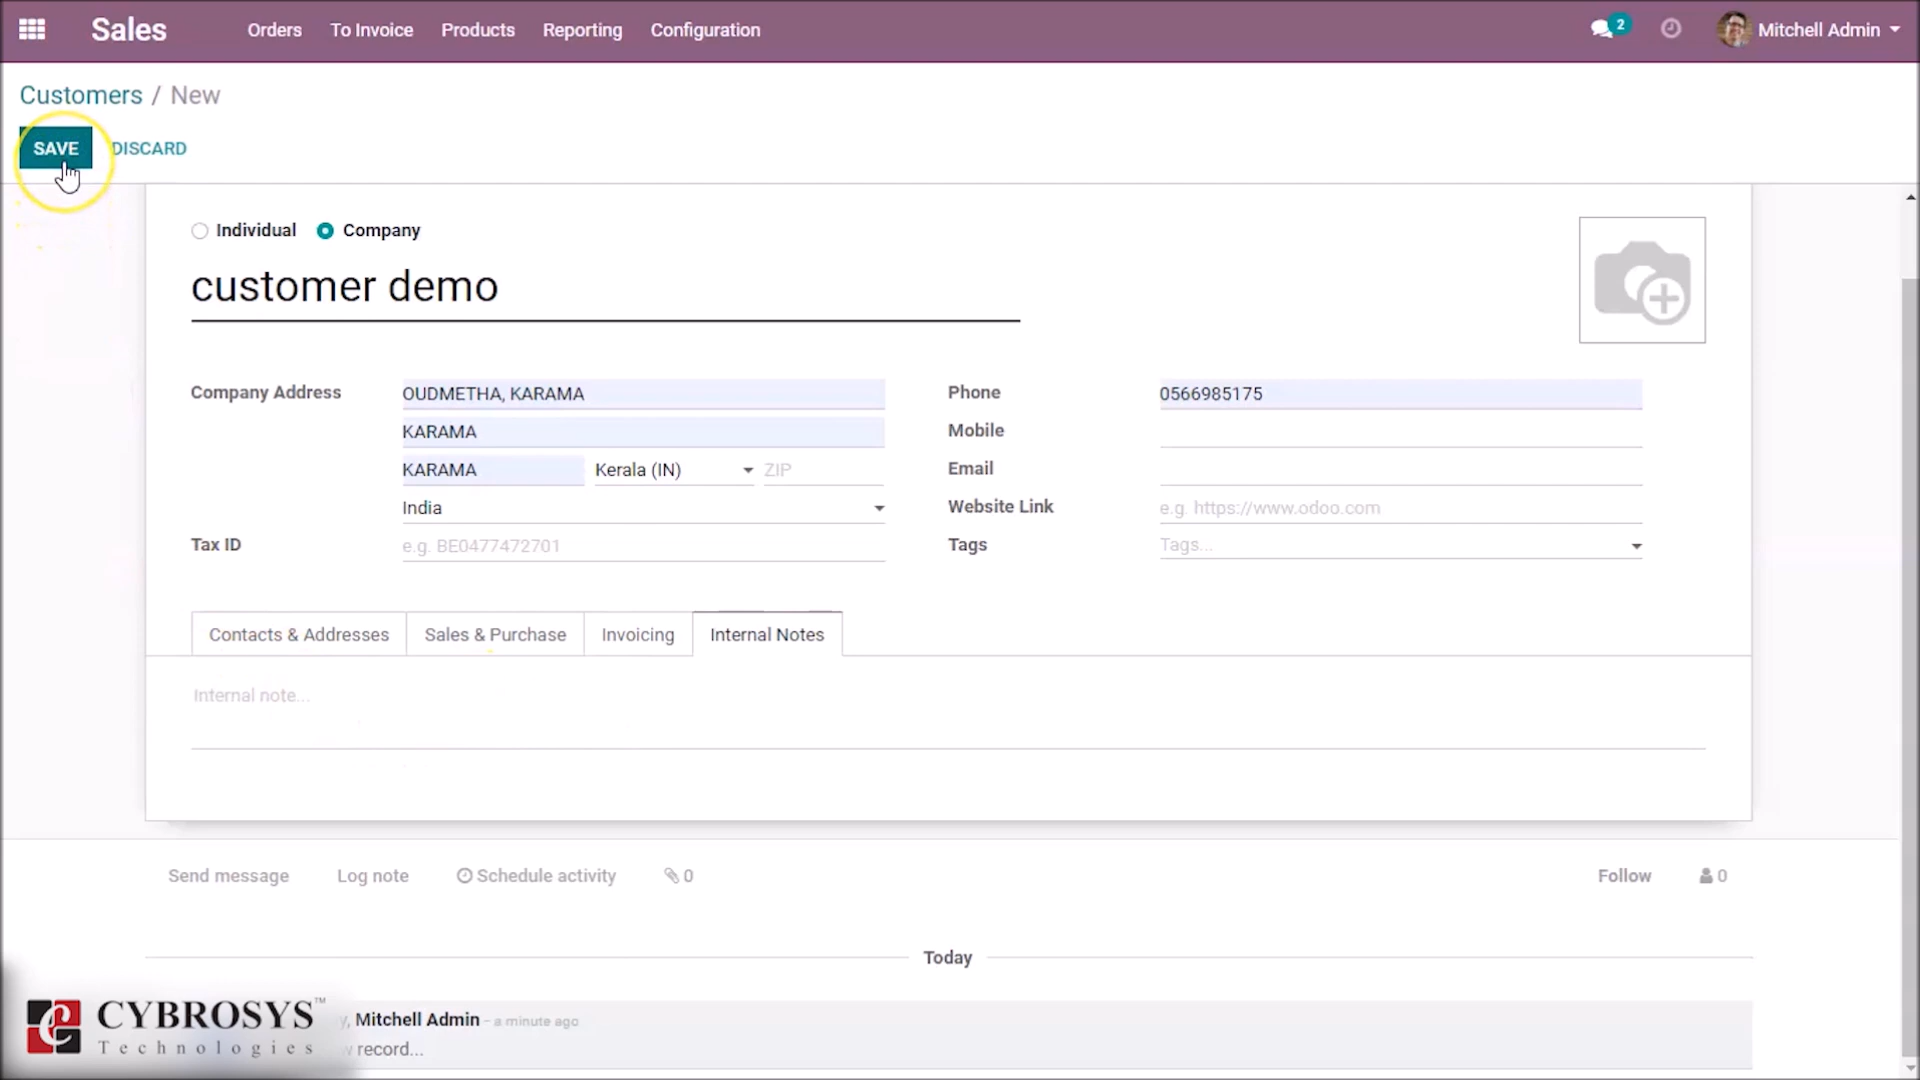 Sales Orders To Invoice Products Reporting Configuration 2 Mitchell Admin
Customers / New
SAVE DISCARD
Individual Company
customer demo
Company Address OUDMETHA, KARAMA Phone 0566985175
KARAMA Mobile
KARAMA Kerala (IN) ZIP Email
India Website Link e.g. https://www.odoo.com
Tax ID e.g. BE0477472701 Tags Tags...
Contacts & Addresses Sales & Purchase Invoicing Internal Notes
Internal note...
Send message Log note Schedule activity 0 Follow 0
Today
CYBROSYS™
Technologies
Mitchell Admin - a minute ago
record...